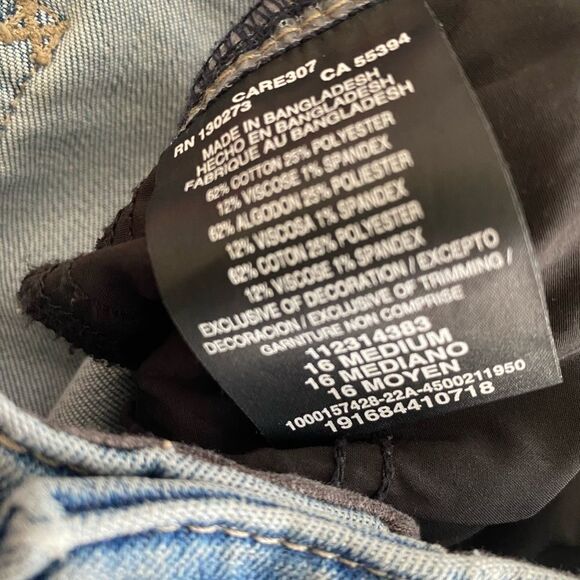 CARE307
RN 130273 CA 55394
MADE IN BANGLADESH
HECHO EN BANGLADESH
FABRIQUE AU BANGLADESH
62% COTTON 25% POLYESTER
12% VISCOSE 1% SPANDEX
62% ALGODON 25% POLIESTER
12% VISCOSA 1% SPANDEX
62% COTON 25% POLYESTER
12% VISCOSE 1% SPANDEX
EXCLUSIVE OF DECORATION / EXCEPTO
DECORACION / EXCLUSIVE OF TRIMMING /
GARNITURE NON COMPRISE
112314383
16 MEDIUM
16 MEDIANO
16 MOYEN
1000157428-22A-4500211950
191684410718